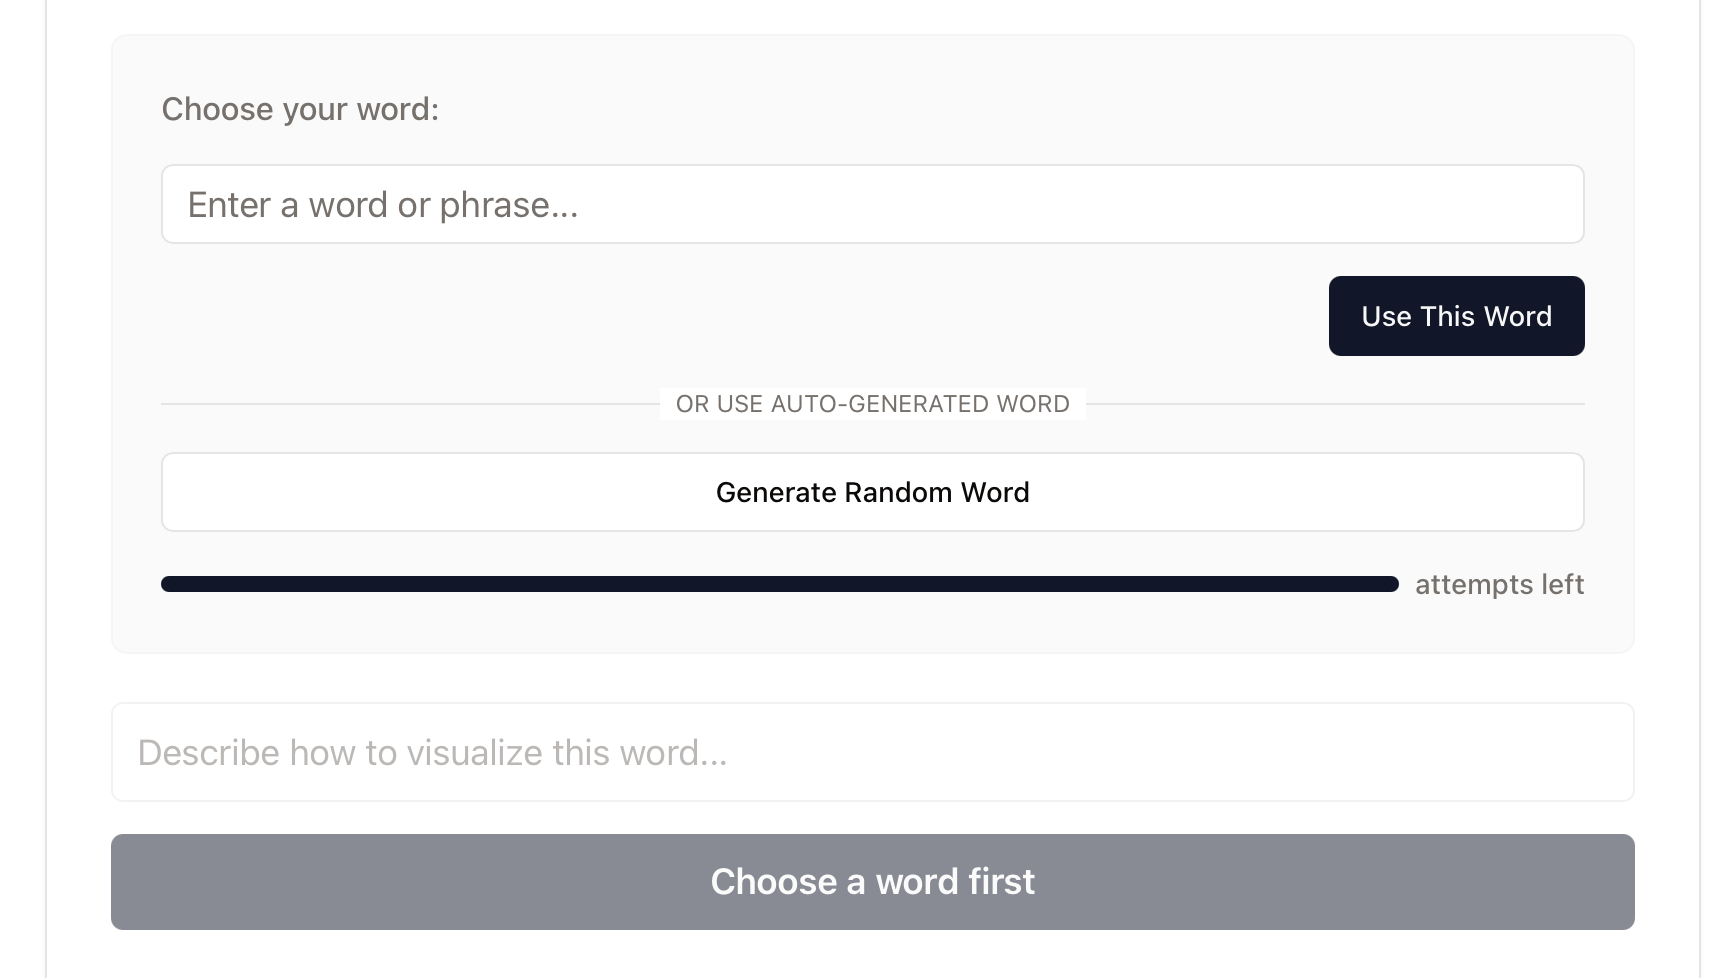 Choose your word:
Enter a word or phrase...
Use This Word
OR USE AUTO-GENERATED WORD
Generate Random Word
attempts left
Describe how to visualize this word...
Choose a word first